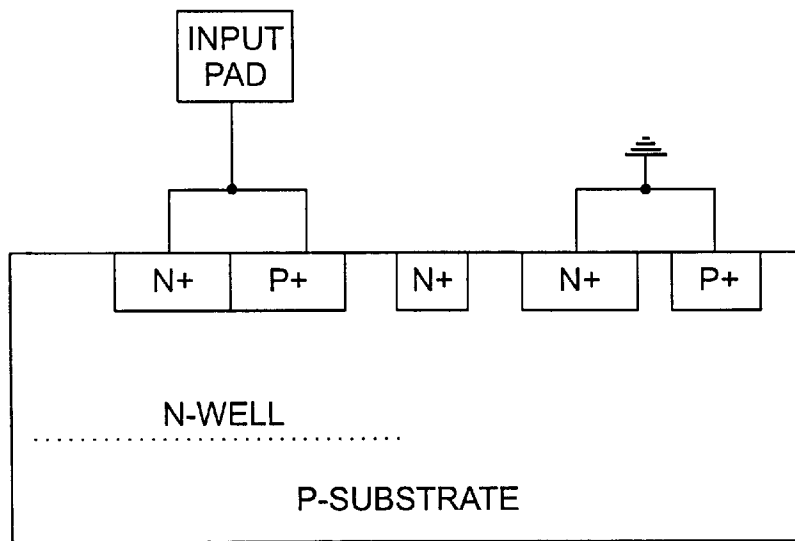 INPUT
PAD
N+ P+ N+ N+ P+
N-WELL
P-SUBSTRATE